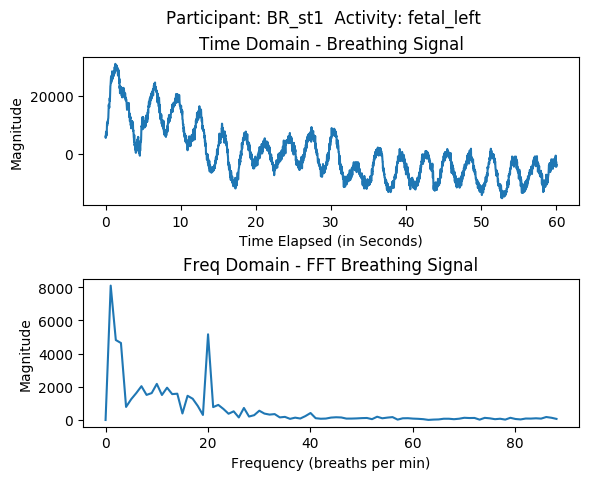 Participant: BR_st1  Activity: fetal_left
Time Domain - Breathing Signal
20000
0
Magnitude
0 10 20 30 40 50 60
Time Elapsed (in Seconds)
Freq Domain - FFT Breathing Signal
8000
6000
4000
2000
0
Magnitude
0 20 40 60 80
Frequency (breaths per min)